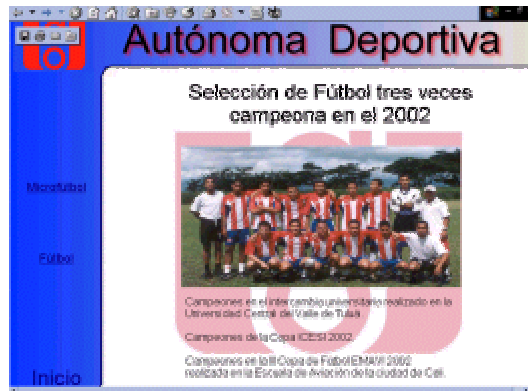 Autónoma Deportiva
Selección de Fútbol tres veces
campeona en el 2002
Microfutbol
Fútbol
Inicio
Campeones en el intercambio universitario realizado en la
Universidad Central del Valle de Tuluá
Campeones de la Copa ICESI 2002.
Campeones en la III Copa de Fútbol EMAVI 2002
realizada en la Escuela de Aviación de la ciudad de Cali.